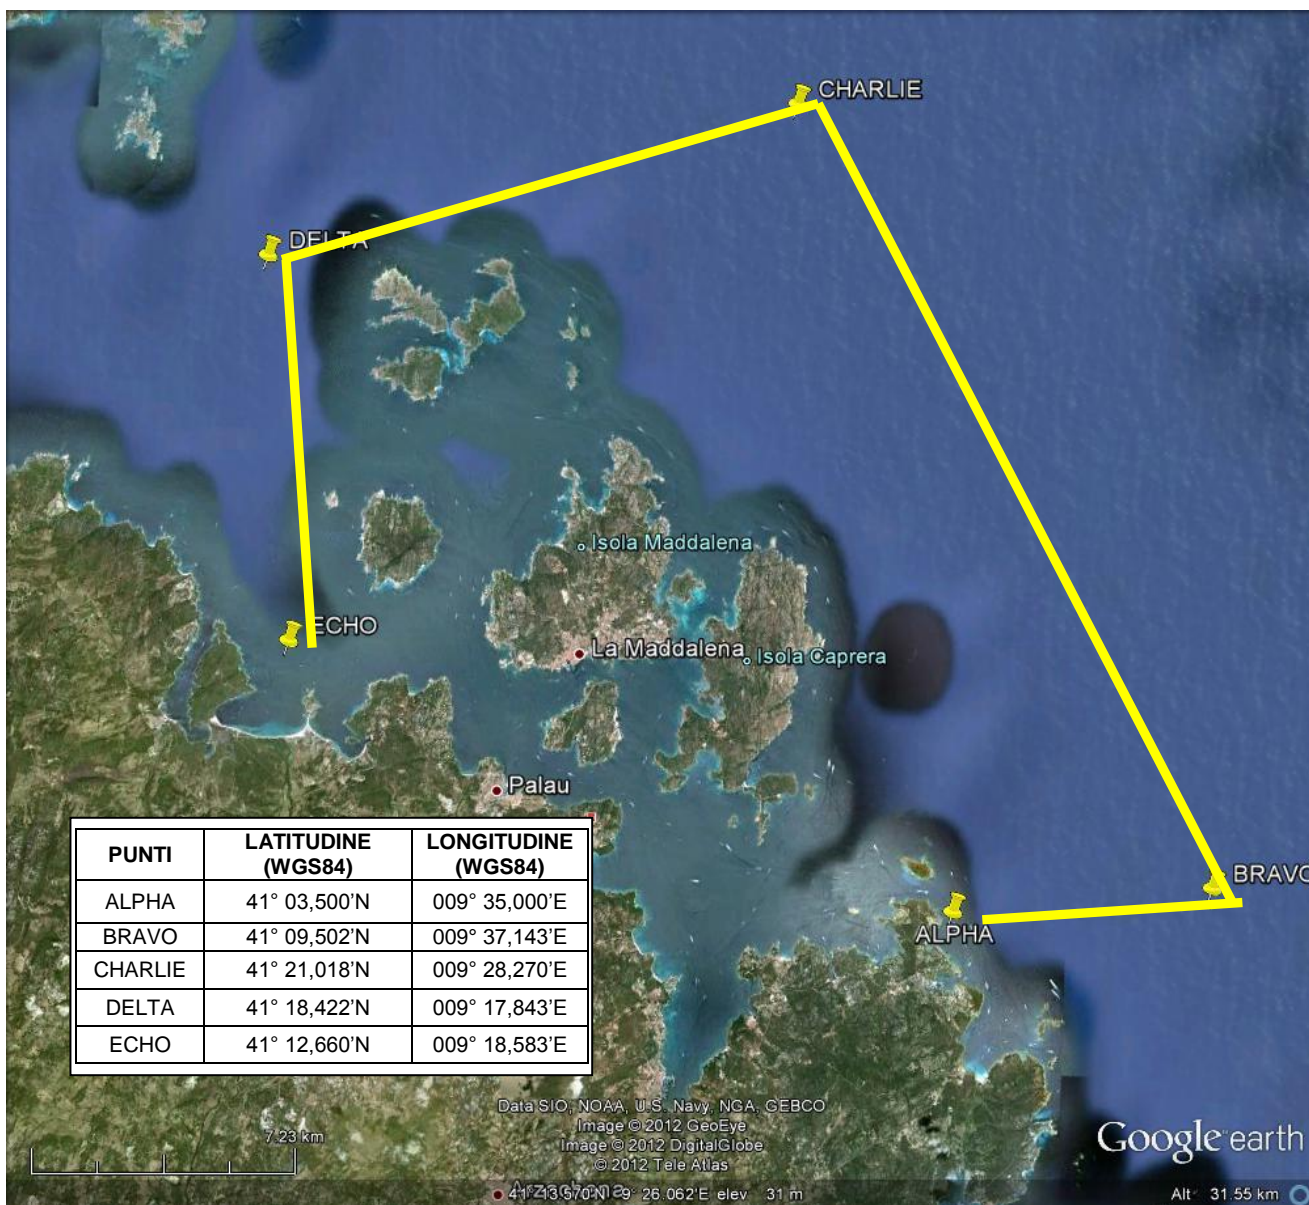 CHARLIE
DELTA
Isola Maddalena
ECHO
La Maddalena
Isola Caprera
Palau
BRAVO
ALPHA
PUNTI LATITUDINE (WGS84) LONGITUDINE (WGS84)
ALPHA 41° 03,500'N 009° 35,000'E
BRAVO 41° 09,502'N 009° 37,143'E
CHARLIE 41° 21,018'N 009° 28,270'E
DELTA 41° 18,422'N 009° 17,843'E
ECHO 41° 12,660'N 009° 18,583'E
Data SIO, NOAA, U.S. Navy, NGA, GEBCO
Image © 2012 GeoEye
Image © 2012 DigitalGlobe
© 2012 Tele Atlas
7.23 km
Google earth
Arzachena
41°13.570'N 9° 26.062'E elev 31 m
Alt 31.55 km